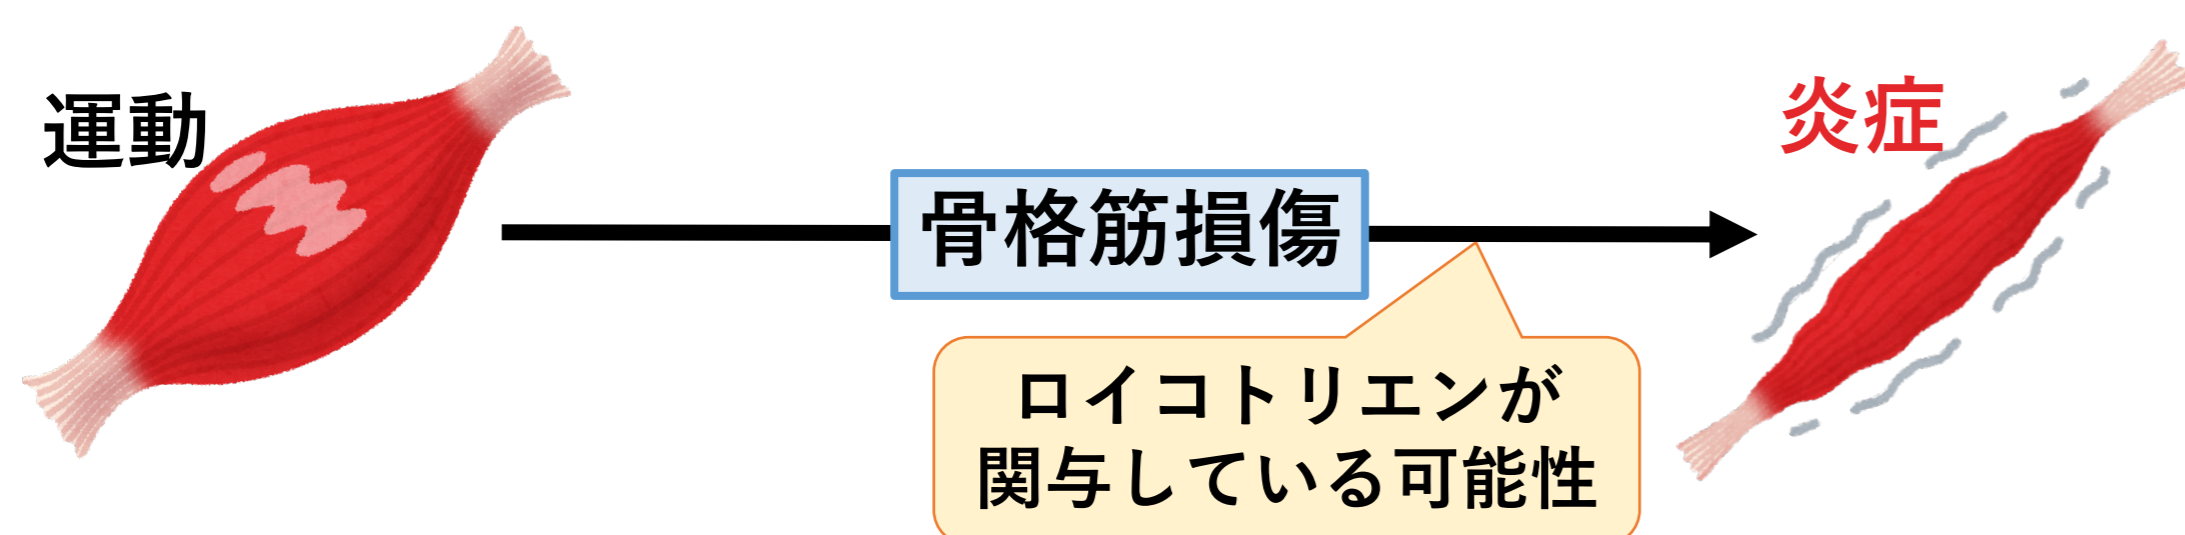 運動
炎症
骨格筋損傷
ロイコトリエンが
関与している可能性